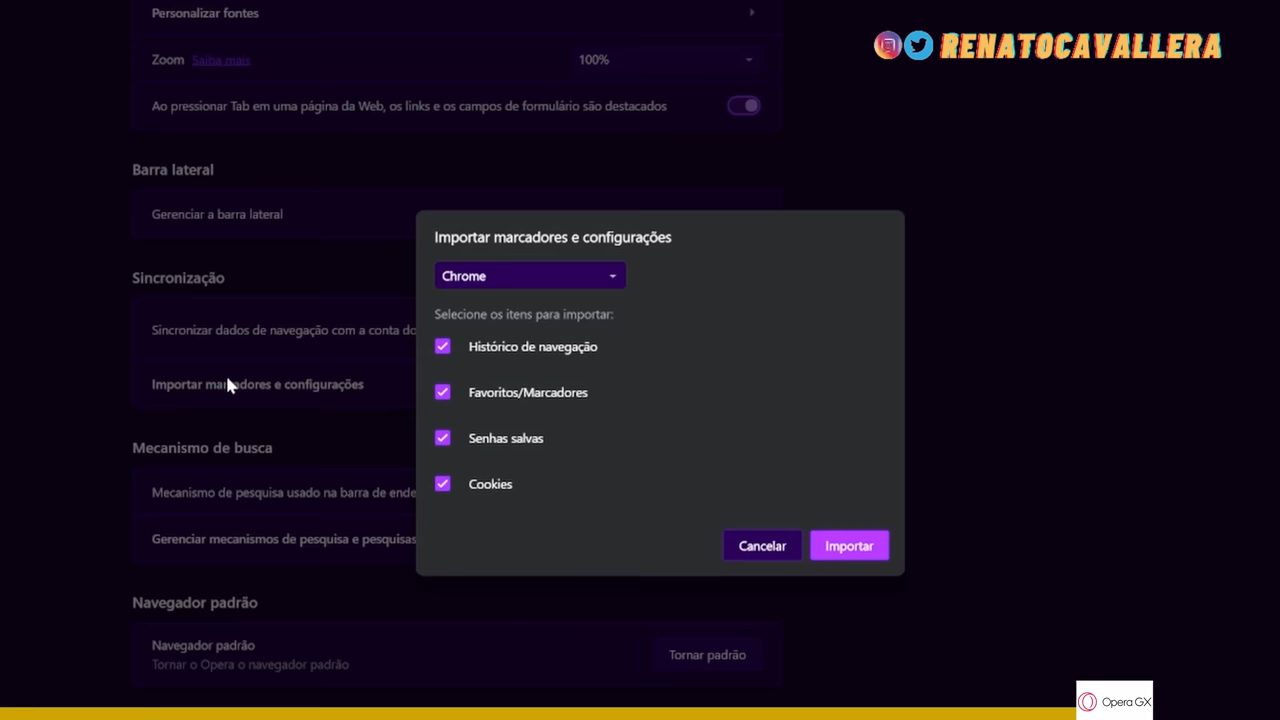 Personalizar fontes
RENATOCAVALLERA
Zoom Saiba mais 100%
Ao pressionar Tab em uma página da Web, os links e os campos de formulário são destacados
Barra lateral
Gerenciar a barra lateral
Importar marcadores e configurações
Chrome
Sincronização
Selecione os itens para importar:
Sincronizar dados de navegação com a conta do
Histórico de navegação
Importar marcadores e configurações
Favoritos/Marcadores
Senhas salvas
Mecanismo de busca
Cookies
Mecanismo de pesquisa usado na barra de ende
Gerenciar mecanismos de pesquisa e pesquisas
Cancelar Importar
Navegador padrão
Navegador padrão
Tornar o Opera o navegador padrão
Tornar padrão
Opera GX